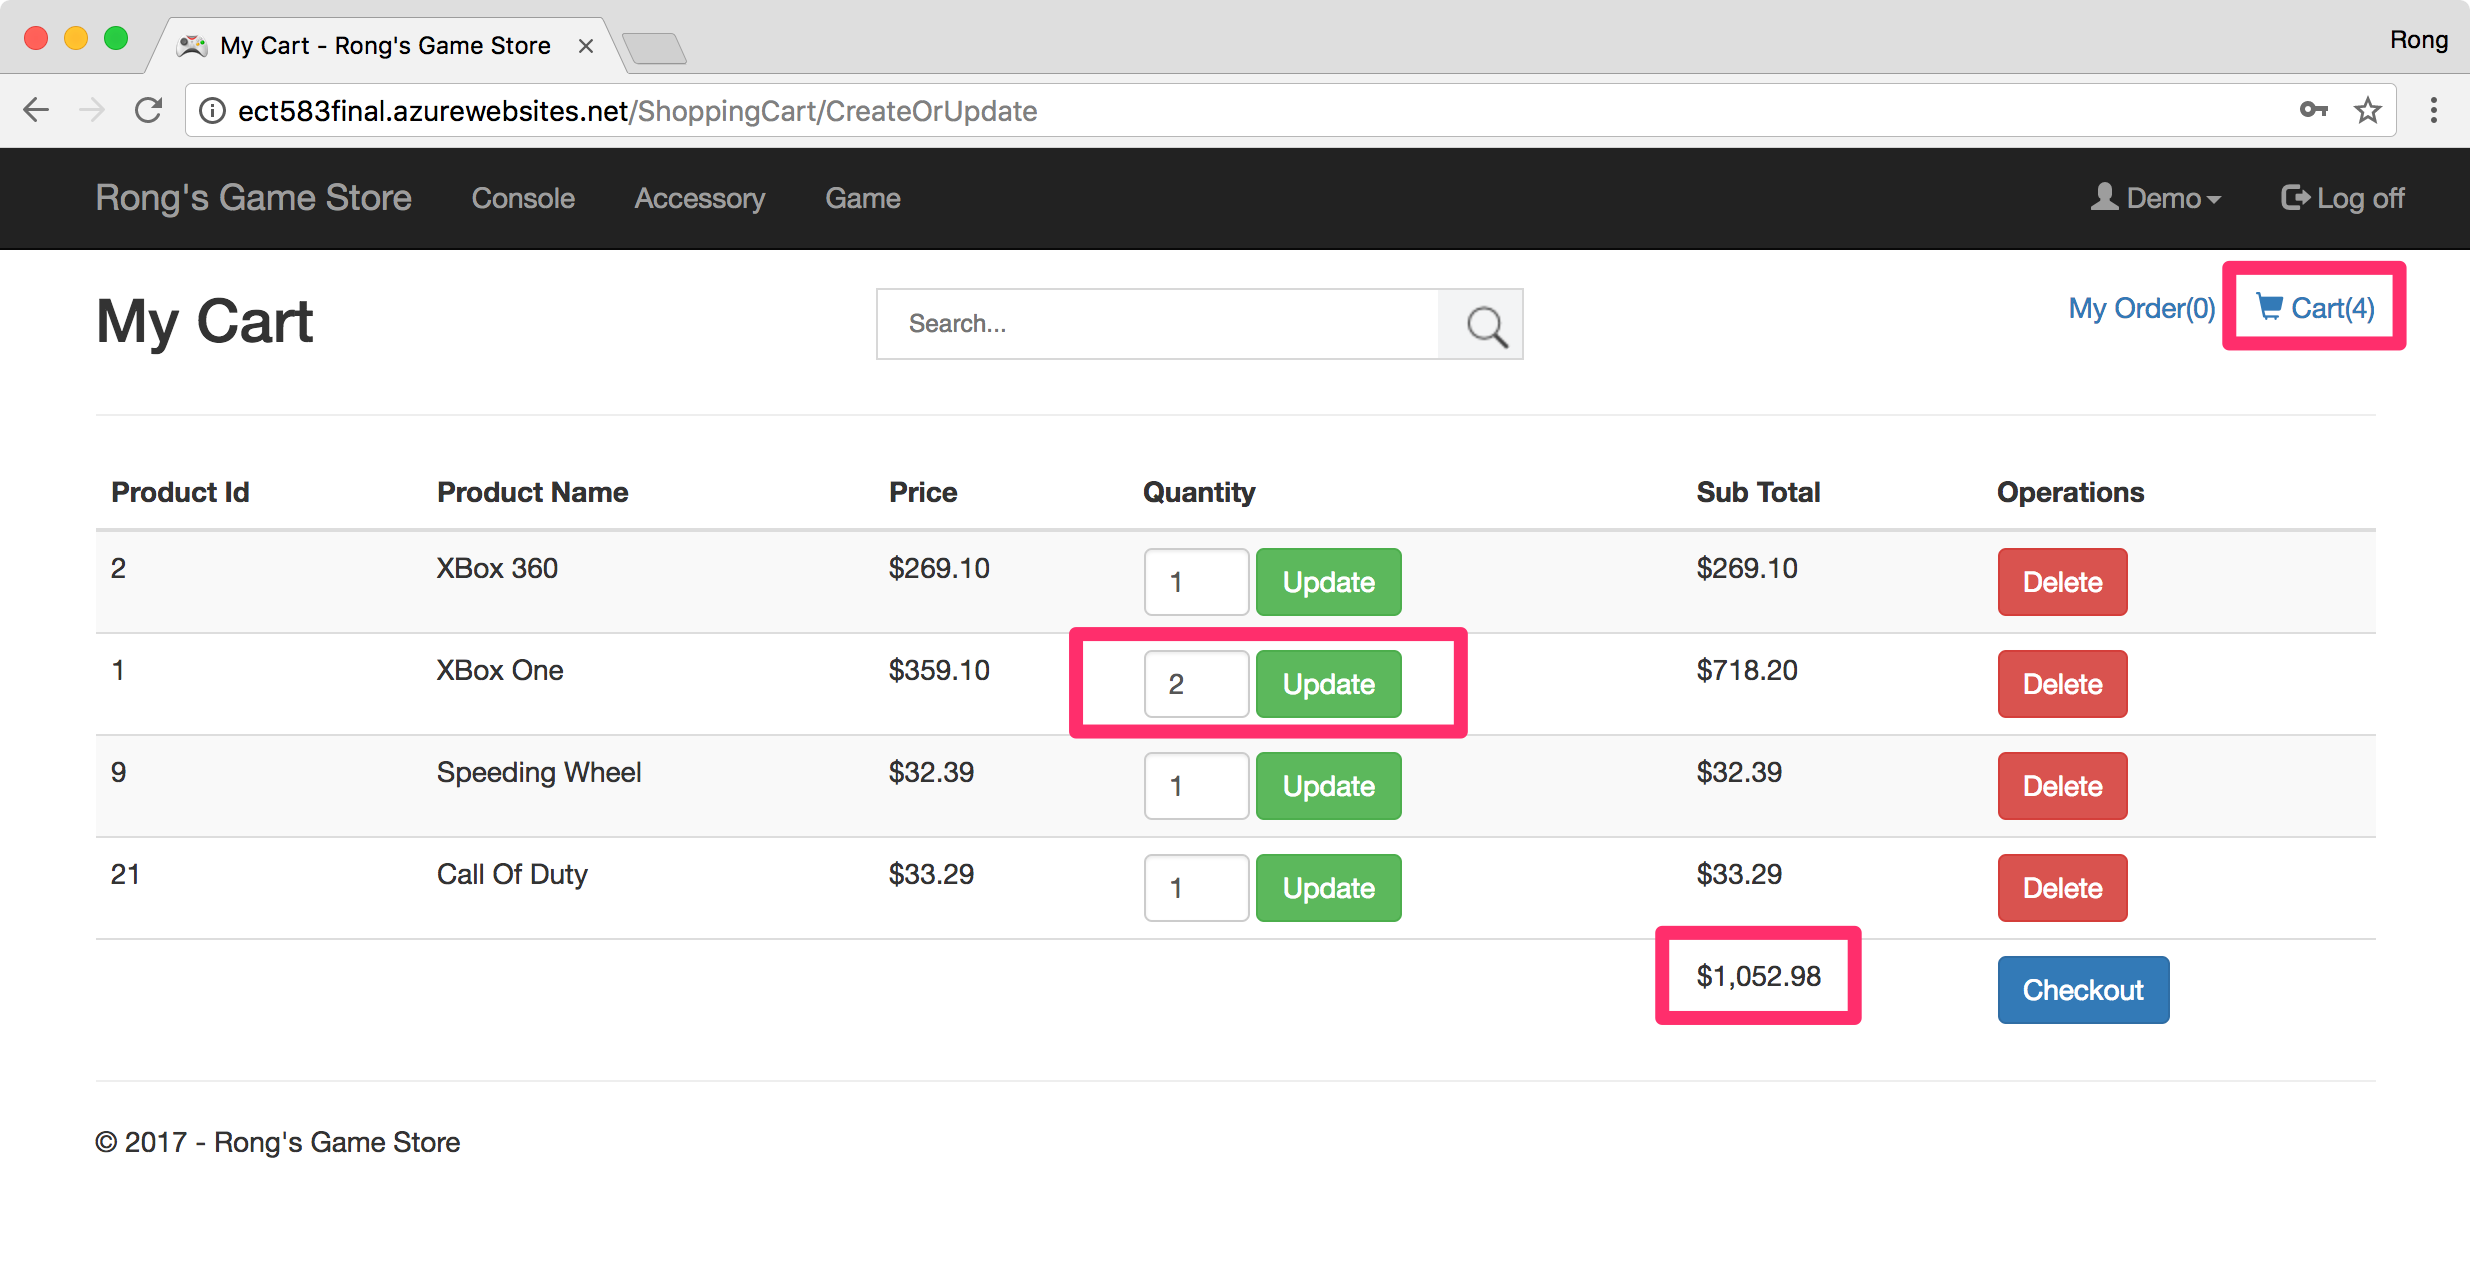 My Cart - Rong's Game Store
Rong
ect583final.azurewebsites.net/ShoppingCart/CreateOrUpdate
Rong's Game Store Console Accessory Game Demo Log off
My Cart Search... My Order(0) Cart(4)
Product Id Product Name Price Quantity Sub Total Operations
2 XBox 360 $269.10 1 Update $269.10 Delete
1 XBox One $359.10 2 Update $718.20 Delete
9 Speeding Wheel $32.39 1 Update $32.39 Delete
21 Call Of Duty $33.29 1 Update $33.29 Delete
$1,052.98 Checkout
© 2017 - Rong's Game Store